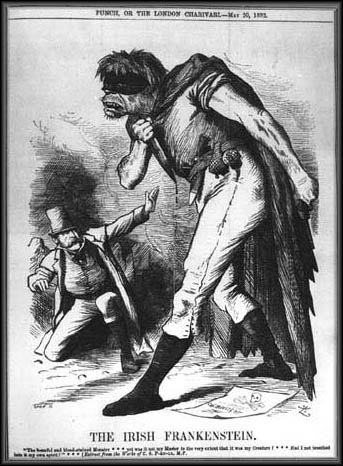 PUNCH, OR THE LONDON CHARIVARI.—MAY 20, 1882.
THE IRISH FRANKENSTEIN.
"The baneful and blood-stained Monster * * * yet was it not my Master to the very extent that it was my Creature? * * * Had I not breathed
into it my own spirit?" * * * (Extract from the Works of C. S. P-RN-LL, M.P.